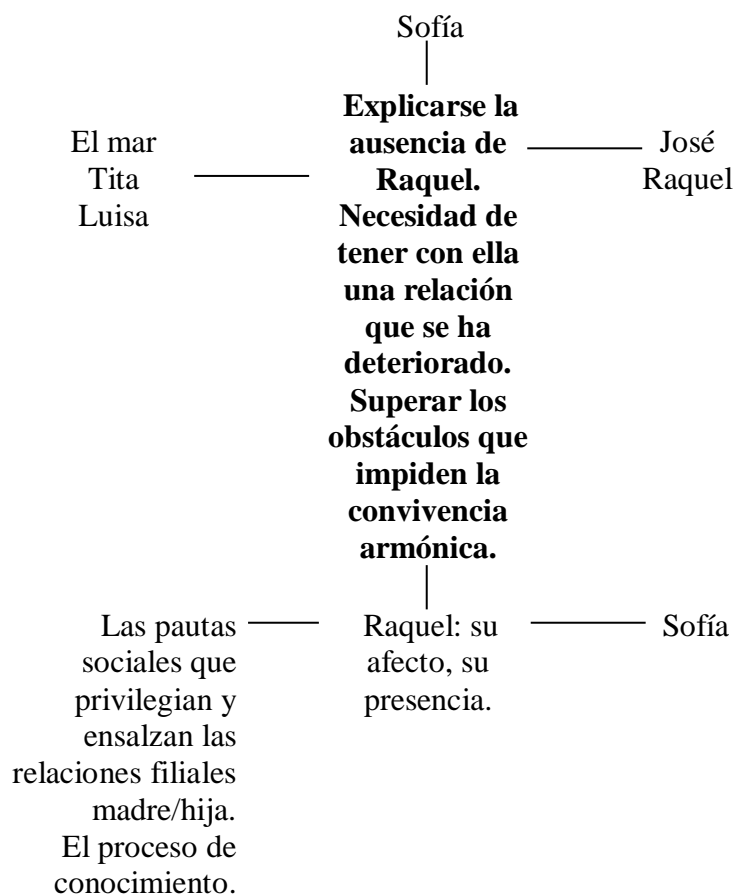 Sofía
Explicarse la
ausencia de
Raquel.
Necesidad de
tener con ella
una relación
que se ha
deteriorado.
Superar los
obstáculos que
impiden la
convivencia
armónica.
El mar
Tita
Luisa
José
Raquel
Las pautas
sociales que
privilegian y
ensalzan las
relaciones filiales
madre/hija.
El proceso de
conocimiento.
Raquel: su
afecto, su
presencia.
Sofía